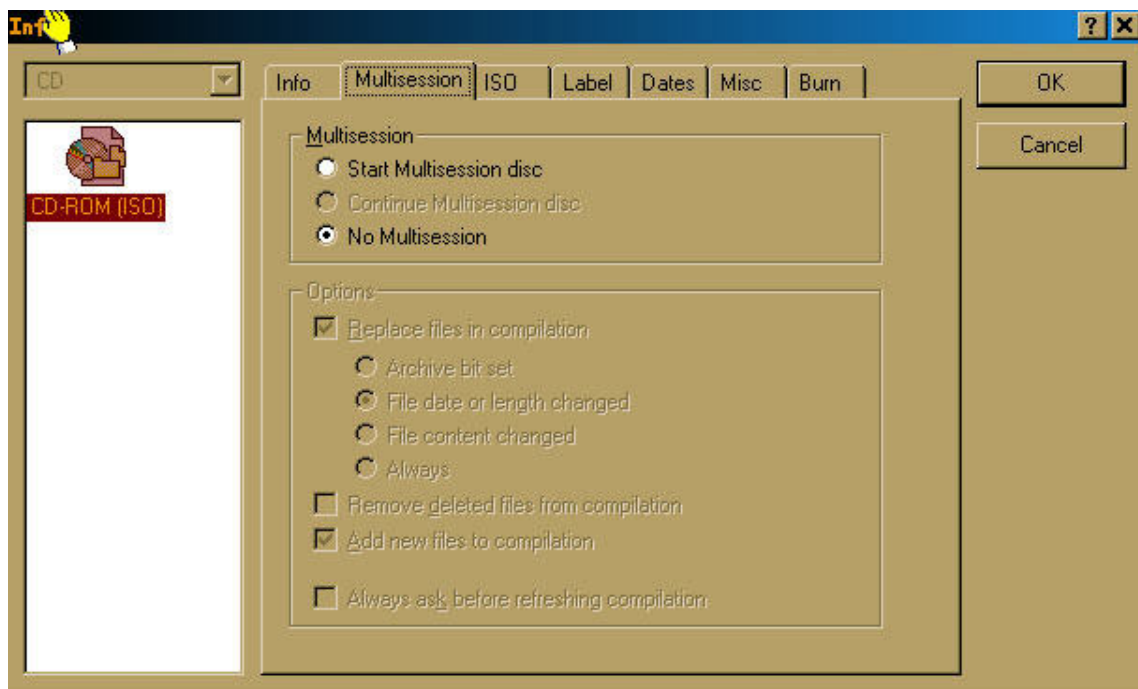 Inf
CD
Info Multisession ISO Label Dates Misc Burn
OK
Cancel
CD-ROM (ISO)
Multisession
Start Multisession disc
Continue Multisession disc
No Multisession
Options
Replace files in compilation
Archive bit set
File date or length changed
File content changed
Always
Remove deleted files from compilation
Add new files to compilation
Always ask before refreshing compilation